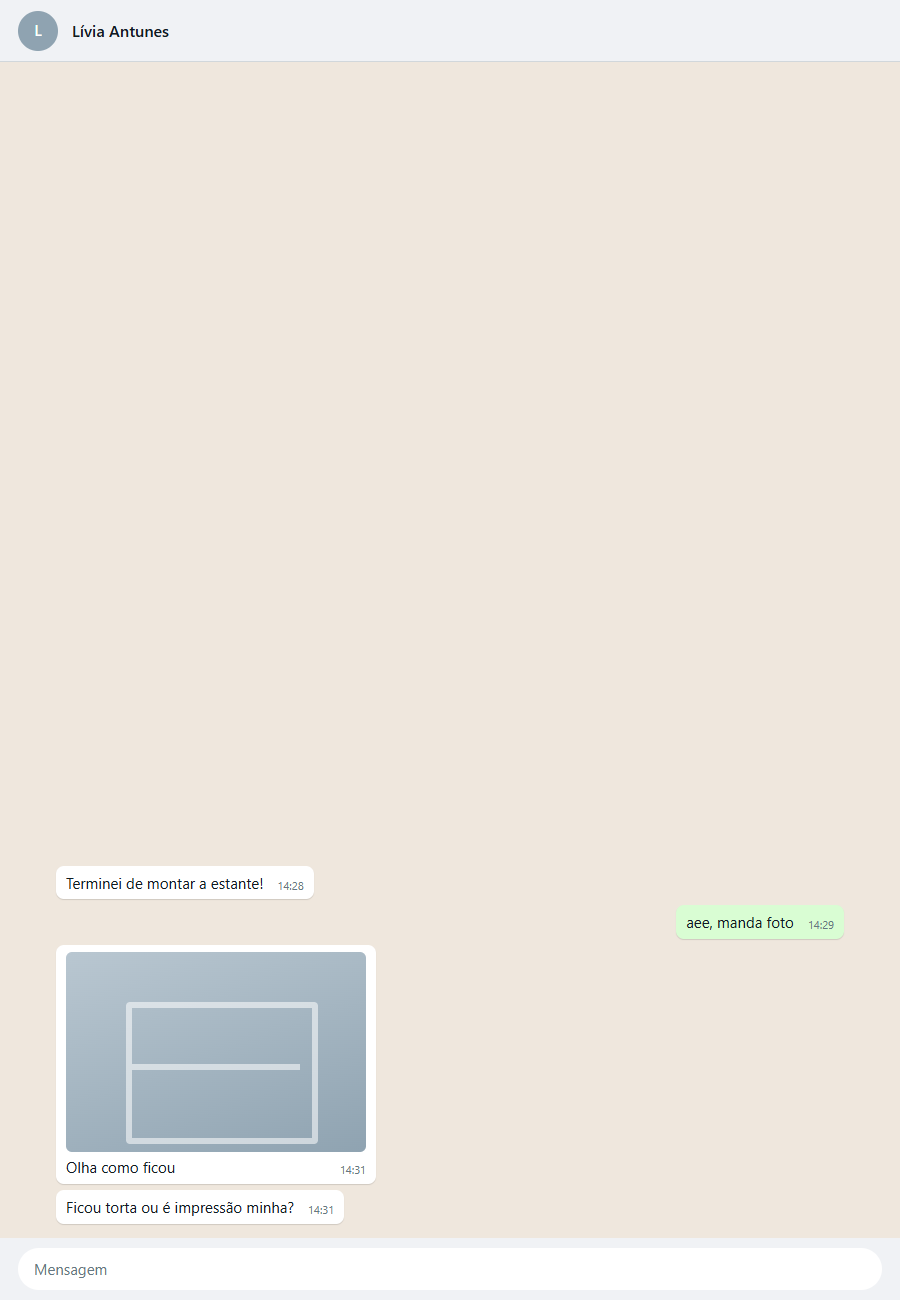 L
Lívia Antunes
Terminei de montar a estante! 14:28
aee, manda foto 14:29
Olha como ficou 14:31
Ficou torta ou é impressão minha? 14:31
Mensagem